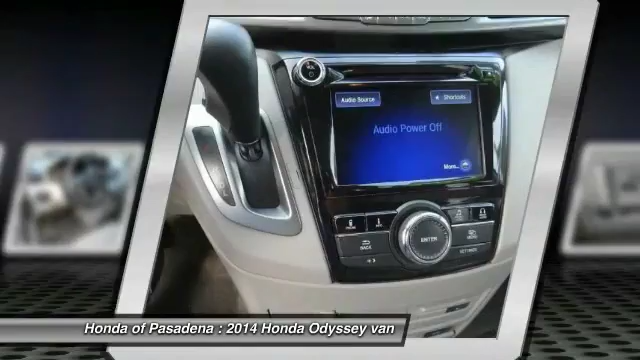 Audio Source
Shortcuts
Audio Power Off
More...
ENTER
BACK
SETTINGS
Honda of Pasadena : 2014 Honda Odyssey van